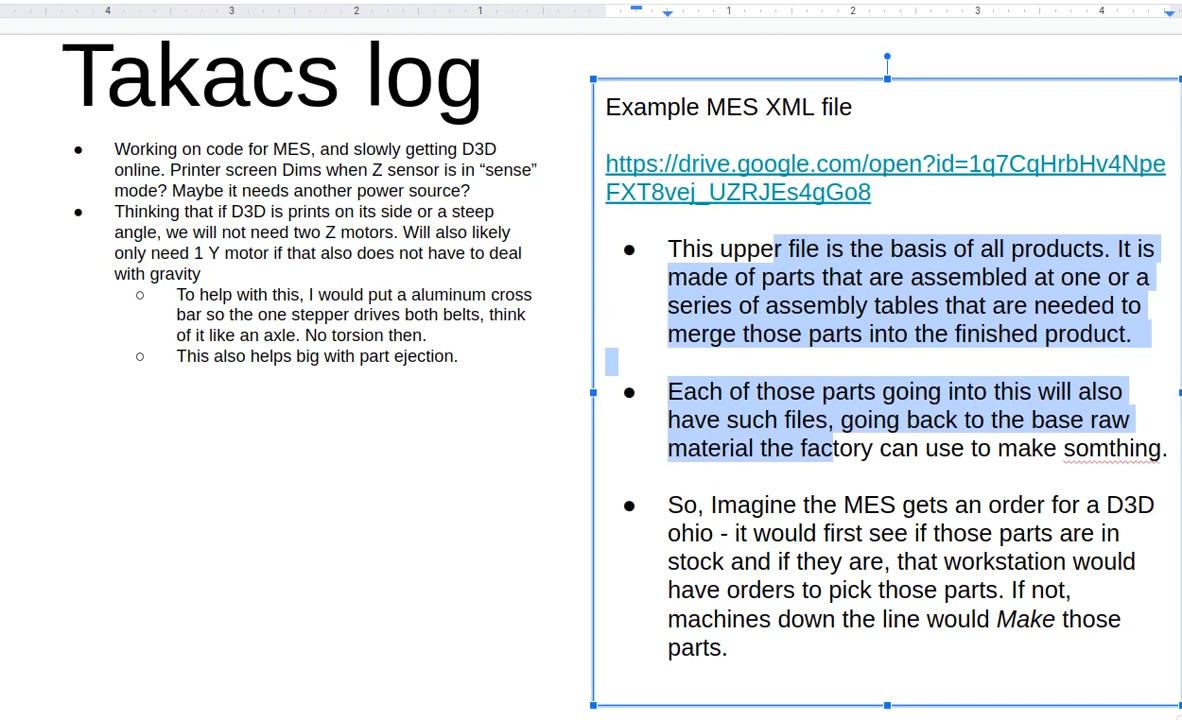 4 3 2 1 1 2 3 4
Takacs log
● Working on code for MES, and slowly getting D3D
online. Printer screen Dims when Z sensor is in “sense”
mode? Maybe it needs another power source?
● Thinking that if D3D is prints on its side or a steep
angle, we will not need two Z motors. Will also likely
only need 1 Y motor if that also does not have to deal
with gravity
○ To help with this, I would put a aluminum cross
bar so the one stepper drives both belts, think
of it like an axle. No torsion then.
○ This also helps big with part ejection.
Example MES XML file
https://drive.google.com/open?id=1q7CqHrbHv4Npe
FXT8vej_UZRJEs4gGo8
● This upper file is the basis of all products. It is
made of parts that are assembled at one or a
series of assembly tables that are needed to
merge those parts into the finished product.
● Each of those parts going into this will also
have such files, going back to the base raw
material the factory can use to make somthing.
● So, Imagine the MES gets an order for a D3D
ohio - it would first see if those parts are in
stock and if they are, that workstation would
have orders to pick those parts. If not,
machines down the line would Make those
parts.